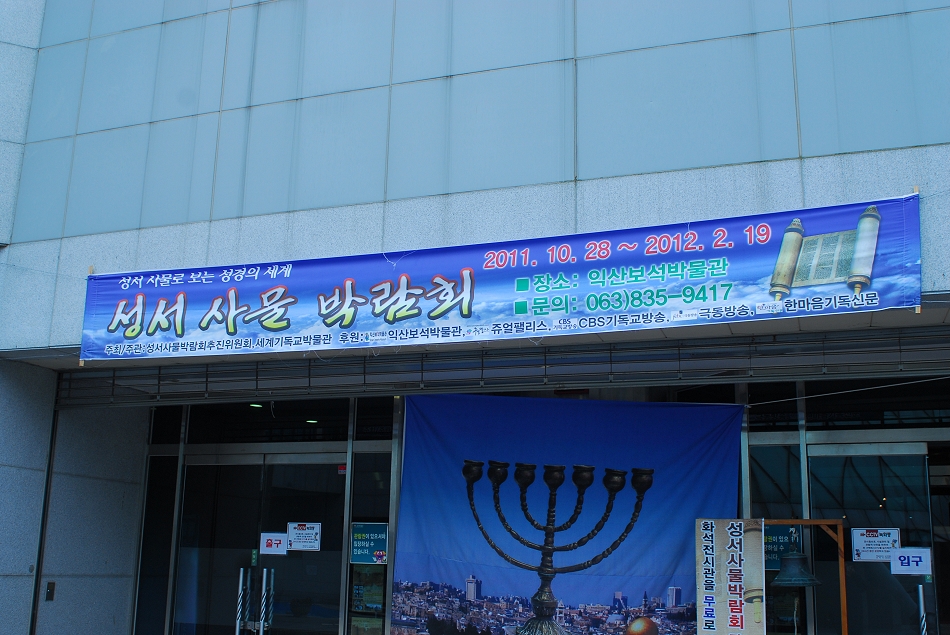 성서 사물로 보는 성경의 세계
성서 사물 박람회
2011. 10. 28 ~ 2012. 2. 19
■장소: 익산보석박물관
■문의: 063)835-9417
주최/주관:성서사물박람회추진위원회,세계기독교박물관 후원: 익산보석박물관, 쥬얼팰리스, CBS기독교방송, 극동방송, 한마음기독신문
출구
입구
성서사물박람회
화석전시관을 무료로